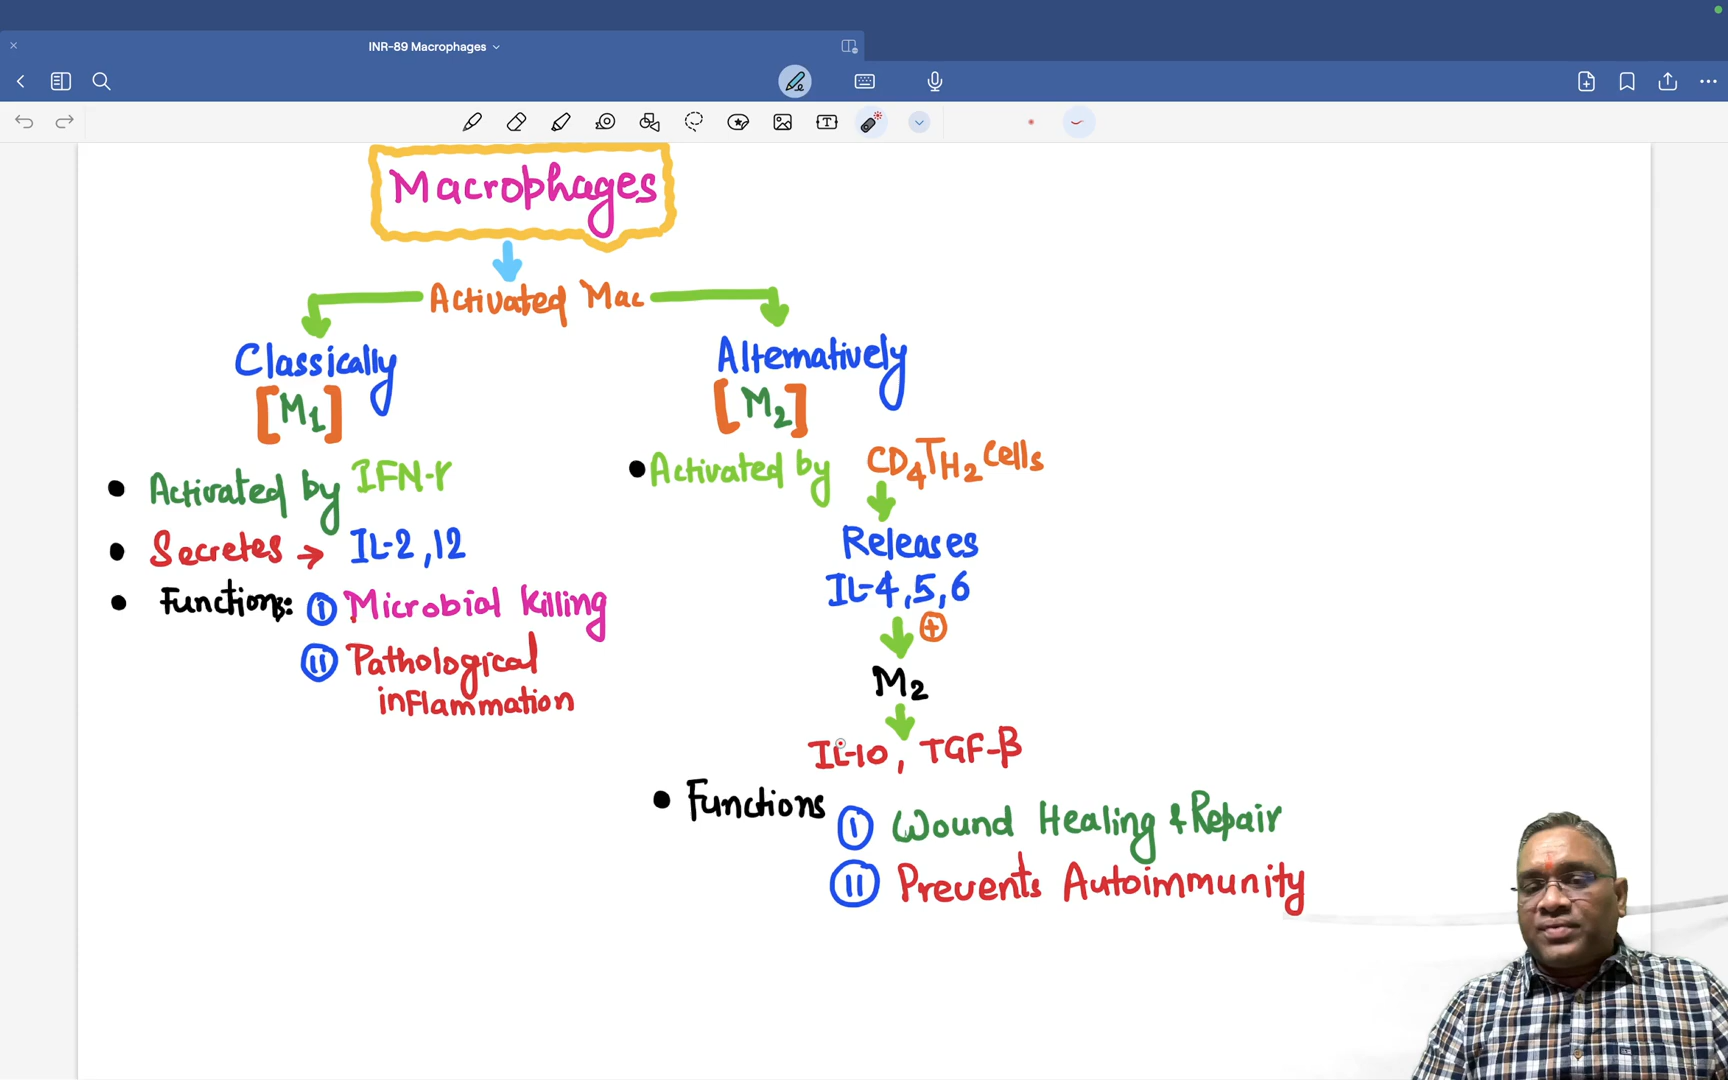 INR-89 Macrophages
Macrophages
Activated Mac
Classically
[M1]
Activated by IFN-γ
Secretes → IL-2, 12
Functions: (i) Microbial Killing
(ii) Pathological
inflammation
Alternatively
[M2]
Activated by CD4TH2 Cells
Releases
IL-4, 5, 6
+
M2
IL-10, TGF-β
Functions
(i) Wound Healing & Repair
(ii) Prevents Autoimmunity